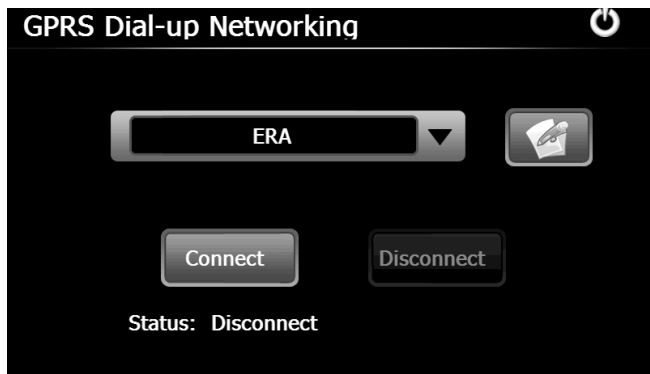 GPRS Dial-up Networking
ERA
Connect
Disconnect
Status: Disconnect